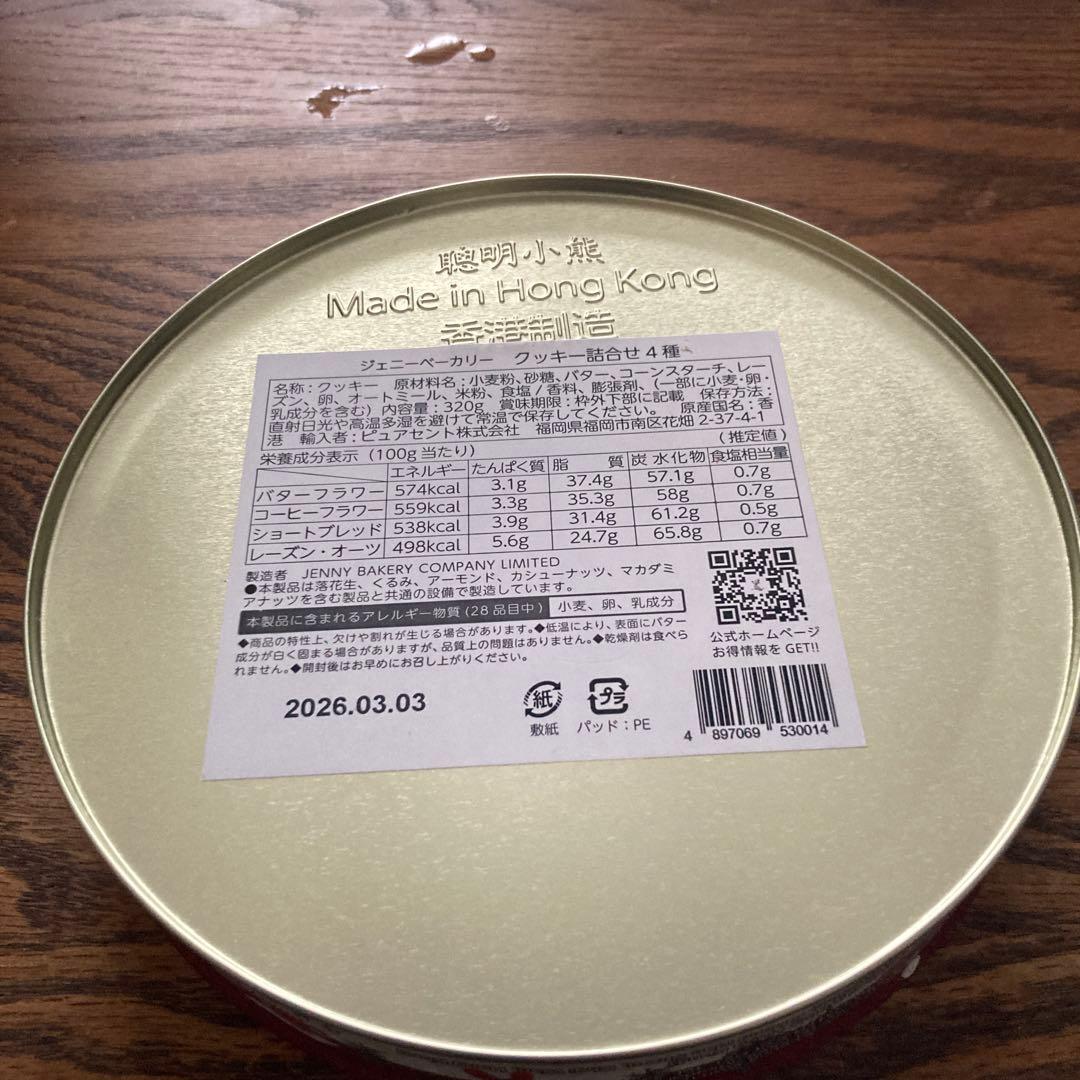 聰明小熊
Made in Hong Kong
香港制造
ジェニーベーカリー クッキー詰合せ4種
名称：クッキー 原材料名：小麦粉、砂糖、バター、コーンスターチ、レー
ズン、卵、オートミール、米粉、食塩 / 香料、膨張剤、(一部に小麦・卵・
乳成分を含む) 内容量：320g 賞味期限：枠外下部に記載 保存方法：
直射日光や高温多湿を避けて常温で保存してください。 原産国名：香
港 輸入者：ピュアセント株式会社 福岡県福岡市南区花畑 2-37-4-1
栄養成分表示 (100g 当たり) (推定値)
エネルギー たんぱく質 脂質 炭水化物 食塩相当量
バターフラワー 574kcal 3.1g 37.4g 57.1g 0.7g
コーヒーフラワー 559kcal 3.3g 35.3g 58g 0.7g
ショートブレッド 538kcal 3.9g 31.4g 61.2g 0.5g
レーズン・オーツ 498kcal 5.6g 24.7g 65.8g 0.7g
製造者 JENNY BAKERY COMPANY LIMITED
●本製品は落花生、くるみ、アーモンド、カシューナッツ、マカダミ
アナッツを含む製品と共通の設備で製造しています。
本製品に含まれるアレルギー物質 (28品目中) 小麦、卵、乳成分
◆商品の特性上、欠けや割れが生じる場合があります。◆低温により、表面にバター
成分が白く固まる場合がありますが、品質上の問題はありません。◆乾燥剤は食べら
れません。◆開封後はお早めにお召し上がりください。
公式ホームページ
お得情報を GET!!
2026.03.03
紙
敷紙
プラ
パッド：PE
4 897069 530014